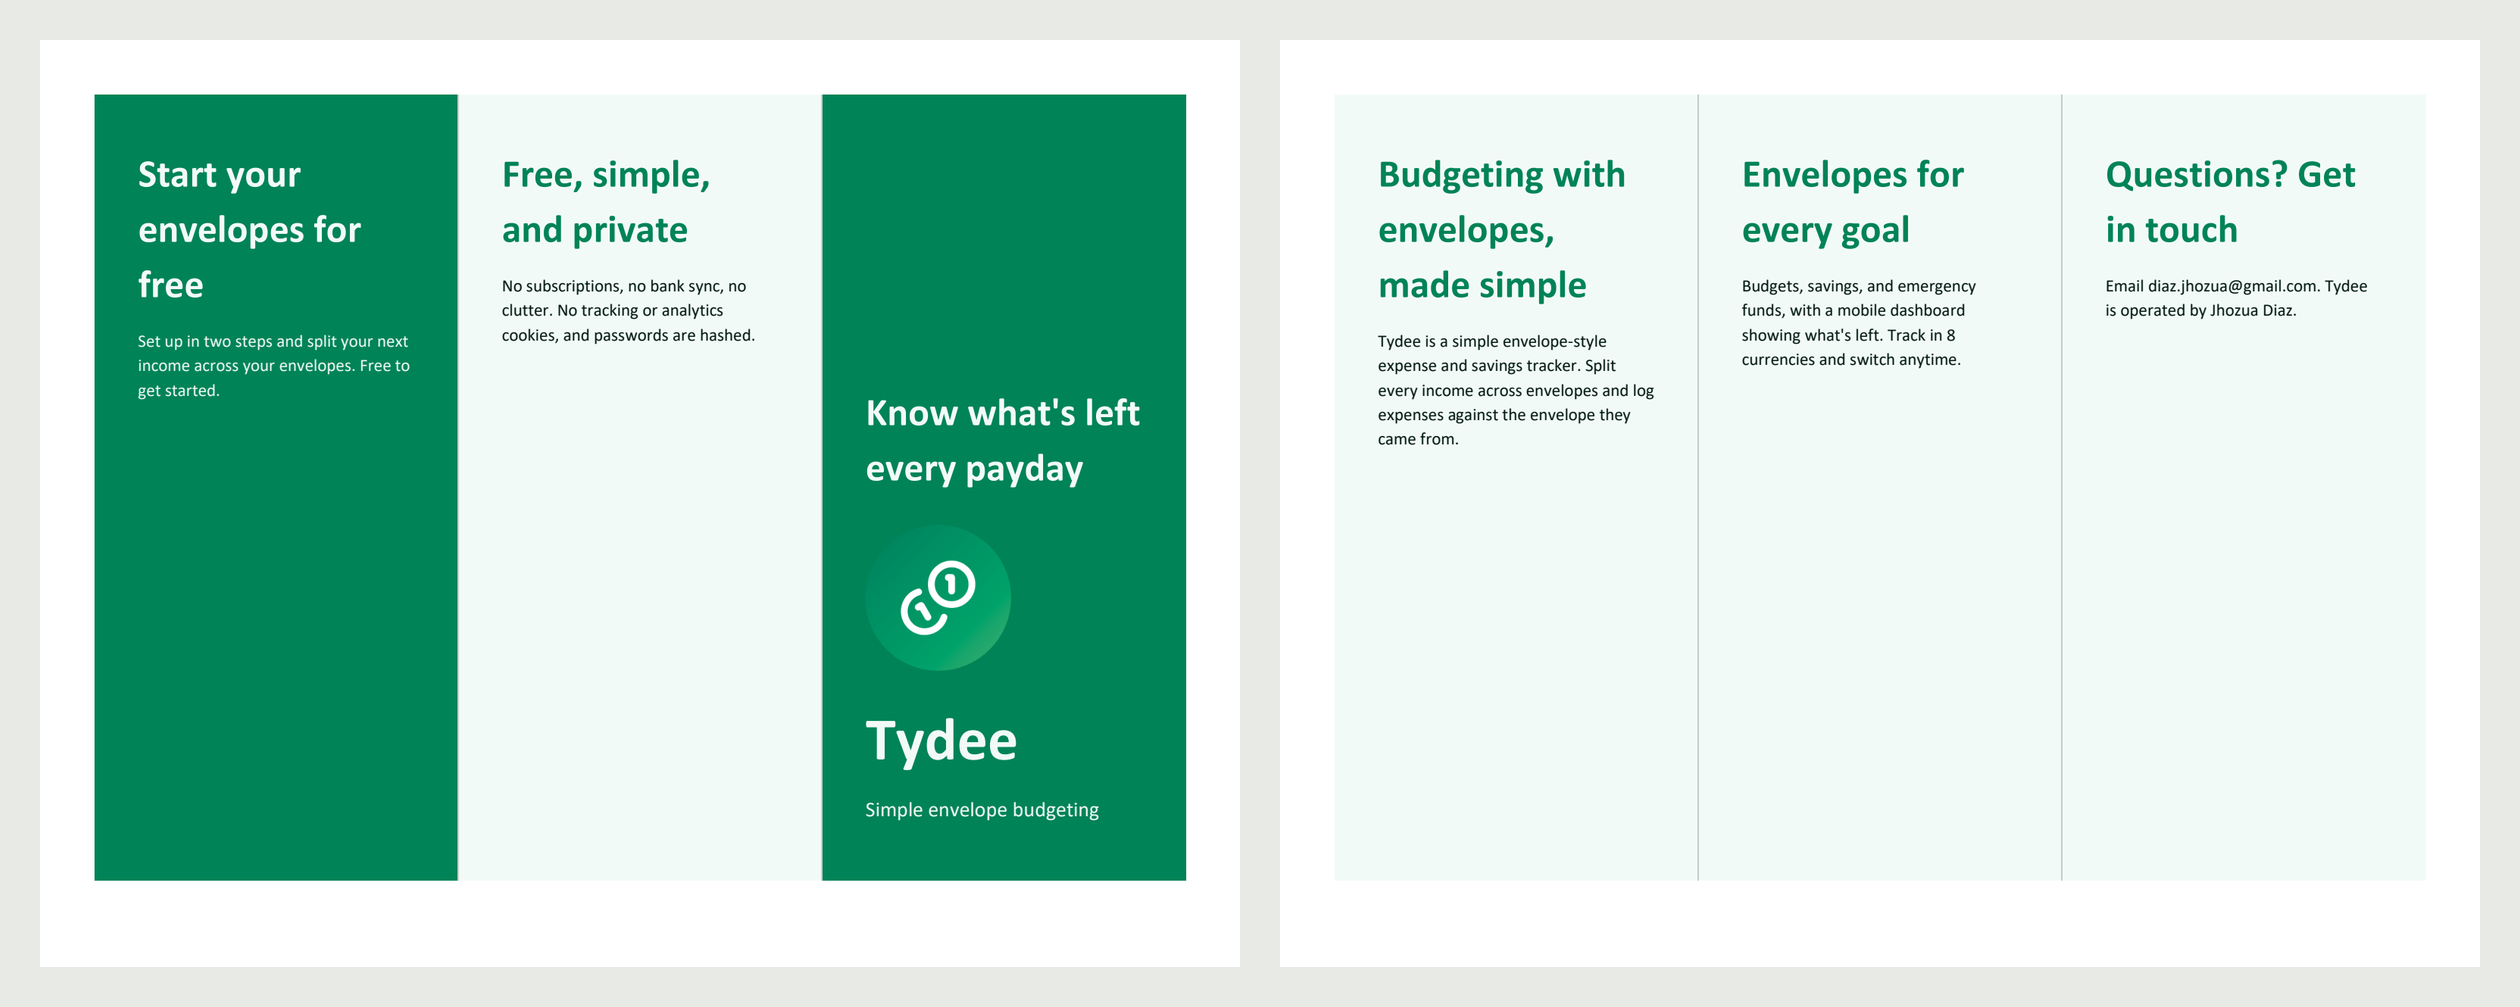 Start your
envelopes for
free
Set up in two steps and split your next
income across your envelopes. Free to
get started.
Free, simple,
and private
No subscriptions, no bank sync, no
clutter. No tracking or analytics
cookies, and passwords are hashed.
Know what's left
every payday
1
1
Tydee
Simple envelope budgeting
Budgeting with
envelopes,
made simple
Tydee is a simple envelope-style
expense and savings tracker. Split
every income across envelopes and log
expenses against the envelope they
came from.
Envelopes for
every goal
Budgets, savings, and emergency
funds, with a mobile dashboard
showing what's left. Track in 8
currencies and switch anytime.
Questions? Get
in touch
Email diaz.jhozua@gmail.com. Tydee
is operated by Jhozua Diaz.